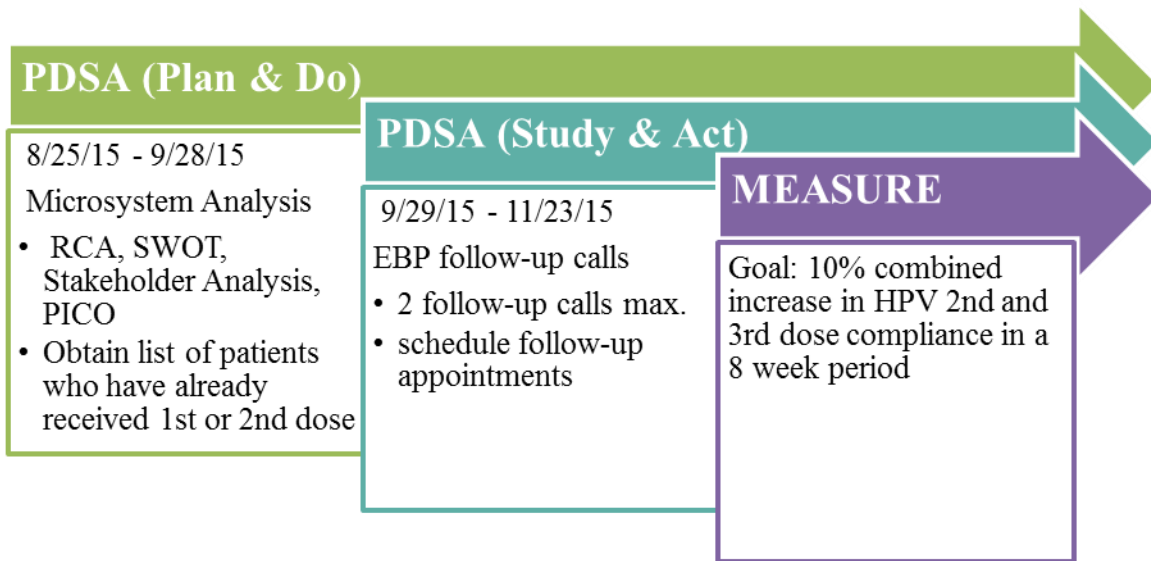 PDSA (Plan & Do)
8/25/15 - 9/28/15
Microsystem Analysis
• RCA, SWOT,
Stakeholder Analysis,
PICO
• Obtain list of patients
who have already
received 1st or 2nd dose
PDSA (Study & Act)
9/29/15 - 11/23/15
EBP follow-up calls
• 2 follow-up calls max.
• schedule follow-up
appointments
MEASURE
Goal: 10% combined
increase in HPV 2nd and
3rd dose compliance in a
8 week period